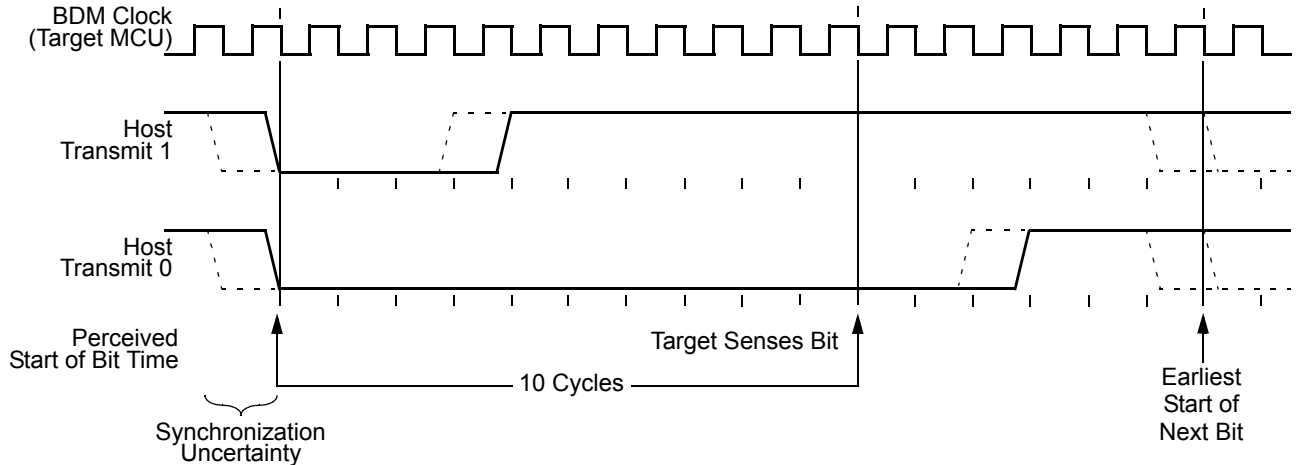 BDM Clock
(Target MCU)
Host
Transmit 1
Host
Transmit 0
Perceived
Start of Bit Time
Target Senses Bit
10 Cycles
Earliest
Start of
Next Bit
Synchronization
Uncertainty